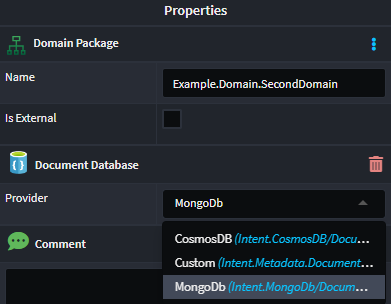 Properties
Domain Package
Name
Example.Domain.SecondDomain
Is External
Document Database
Provider
MongoDb
CosmosDB (Intent.CosmosDB/Docu...
Custom (Intent.Metadata.Document...
MongoDb (Intent.MongoDb/Docum...
Comment